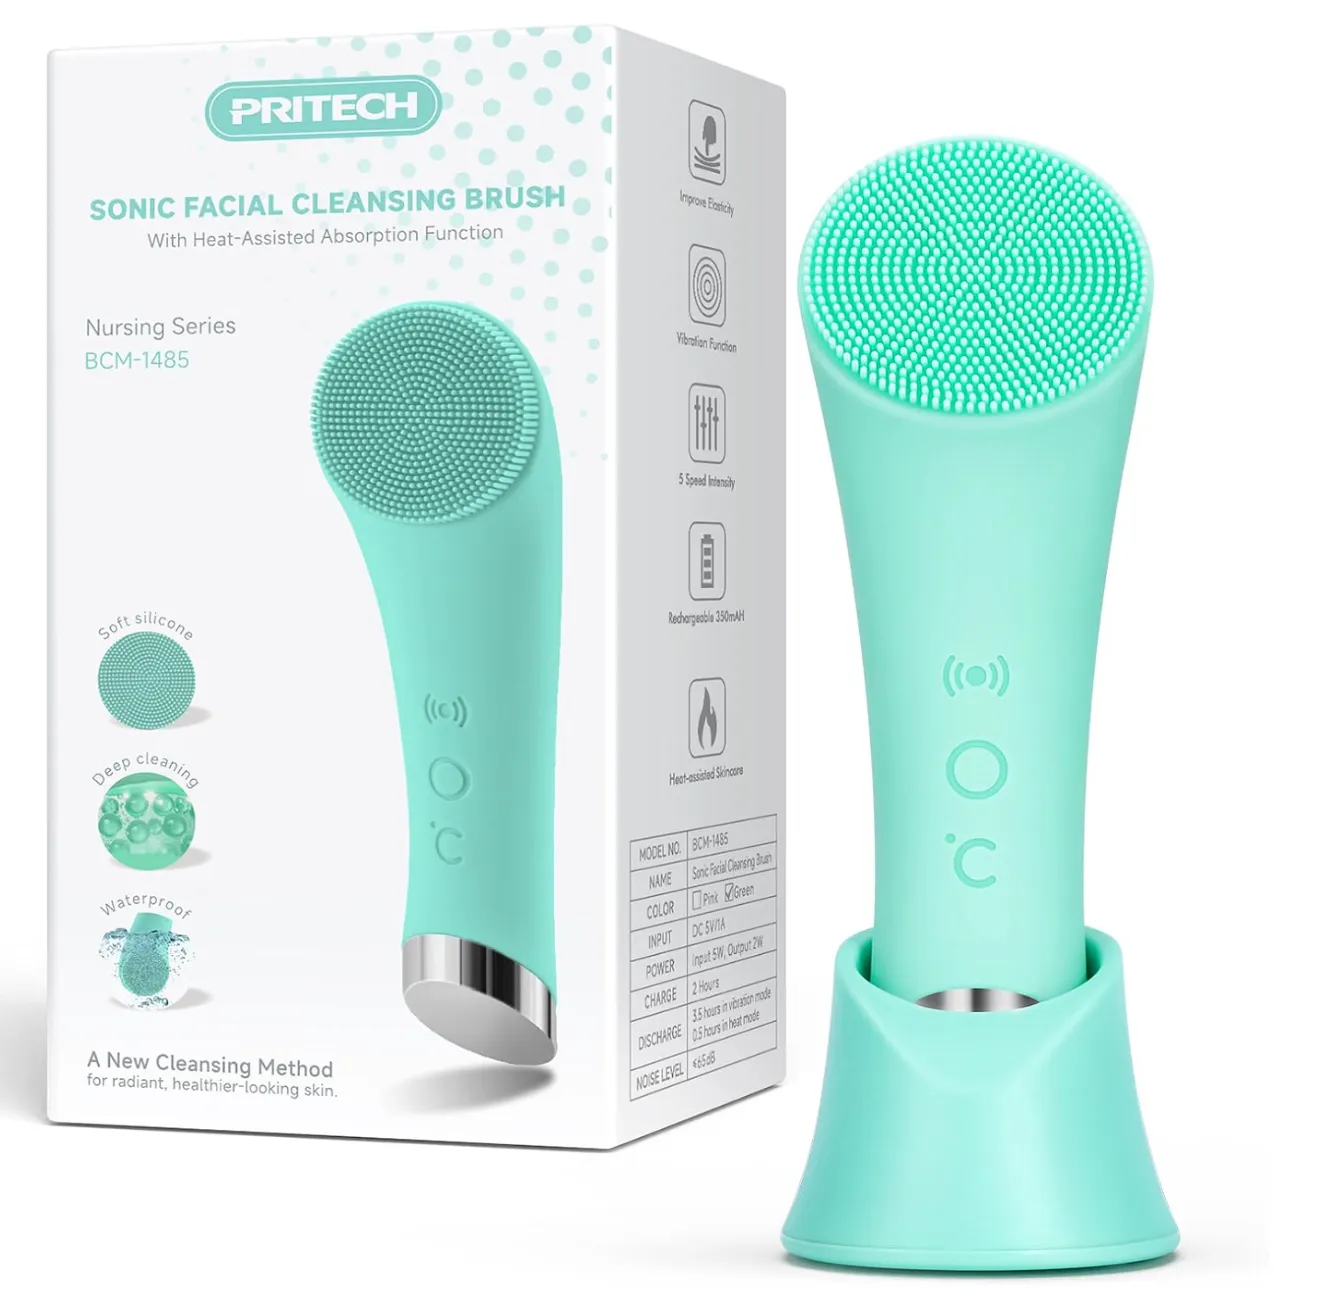 PRITECH
SONIC FACIAL CLEANSING BRUSH
With Heat-Assisted Absorption Function
Nursing Series
BCM-1485
Soft silicone
Deep cleaning
Waterproof
A New Cleansing Method
for radiant, healthier-looking skin.
Improve Elasticity
Vibration Function
5 Speed Intensity
Rechargeable 350mAH
Heat-assisted Skincare
MODEL NO. BCM-1485
NAME Sonic Facial Cleansing Brush
COLOR Pink Green
INPUT DC 5V/1A
POWER Input 5W, Output 2W
CHARGE 2 Hours
DISCHARGE 3.5 hours in vibration mode
0.5 hours in heat mode
NOISE LEVEL ≤65dB
°C
°C